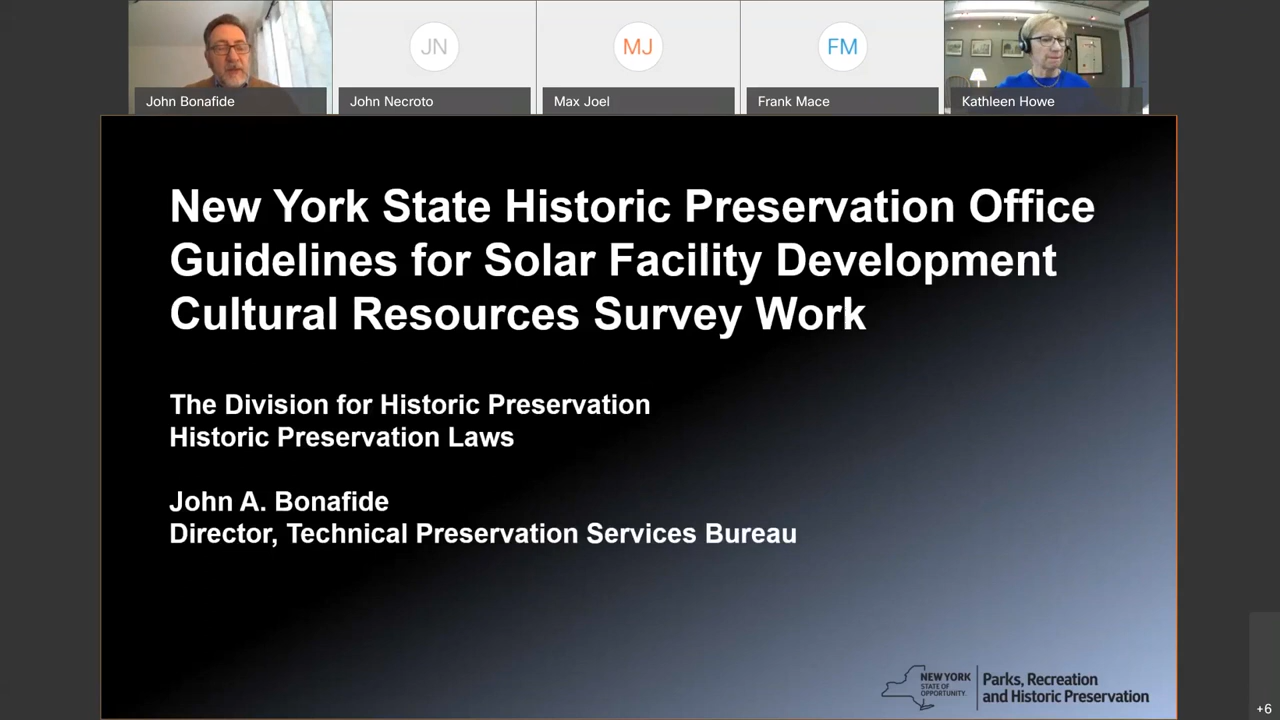 JN
MJ
FM
John Bonafide
John Necroto
Max Joel
Frank Mace
Kathleen Howe
New York State Historic Preservation Office
Guidelines for Solar Facility Development
Cultural Resources Survey Work
The Division for Historic Preservation
Historic Preservation Laws
John A. Bonafide
Director, Technical Preservation Services Bureau
NEW YORK
STATE OF
OPPORTUNITY.
Parks, Recreation
and Historic Preservation
+6